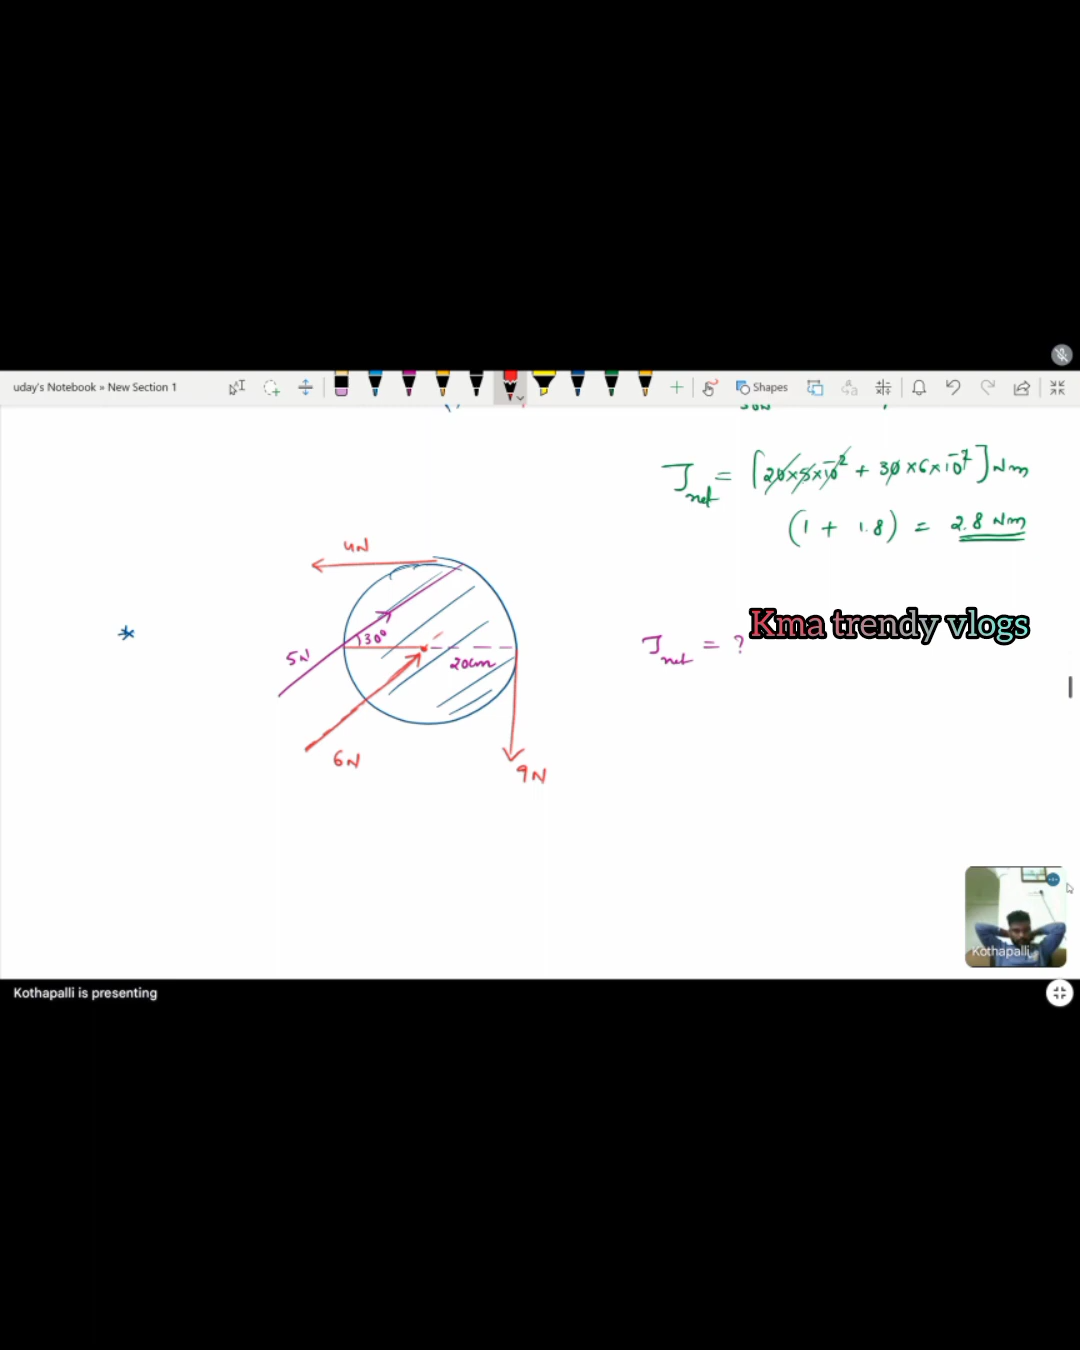 uday's Notebook » New Section 1
Shapes
τnet = [20×5×10⁻² + 30×6×10⁻²] Nm
(1 + 1.8) = 2.8 Nm
4N
Kma trendy vlogs
30°
τnet = ?
5N
20cm
6N
9N
Kothapalli
Kothapalli is presenting